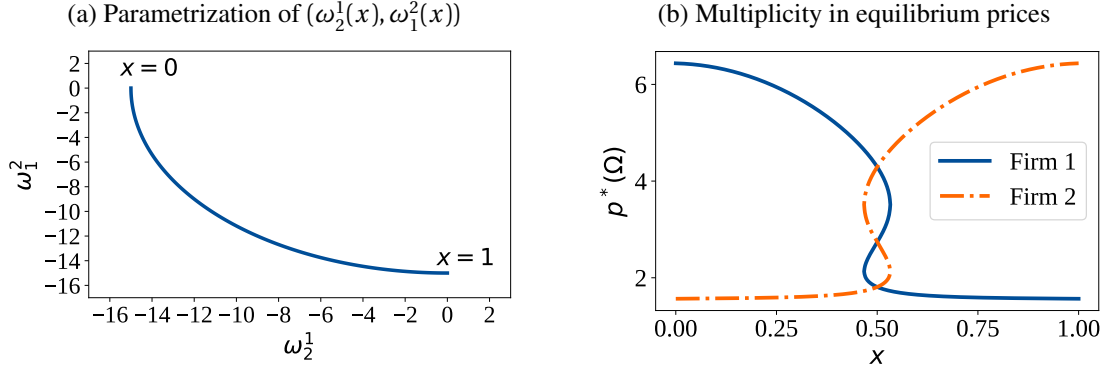 (a) Parametrization of (ω₂¹(x), ω₁²(x))
2
0
−2
−4
−6
−8
−10
−12
−14
−16
ω₁²
x = 0
x = 1
−16 −14 −12 −10 −8 −6 −4 −2 0 2
ω₂¹
(b) Multiplicity in equilibrium prices
6
4
2
p*(Ω)
Firm 1
Firm 2
0.00 0.25 0.50 0.75 1.00
x